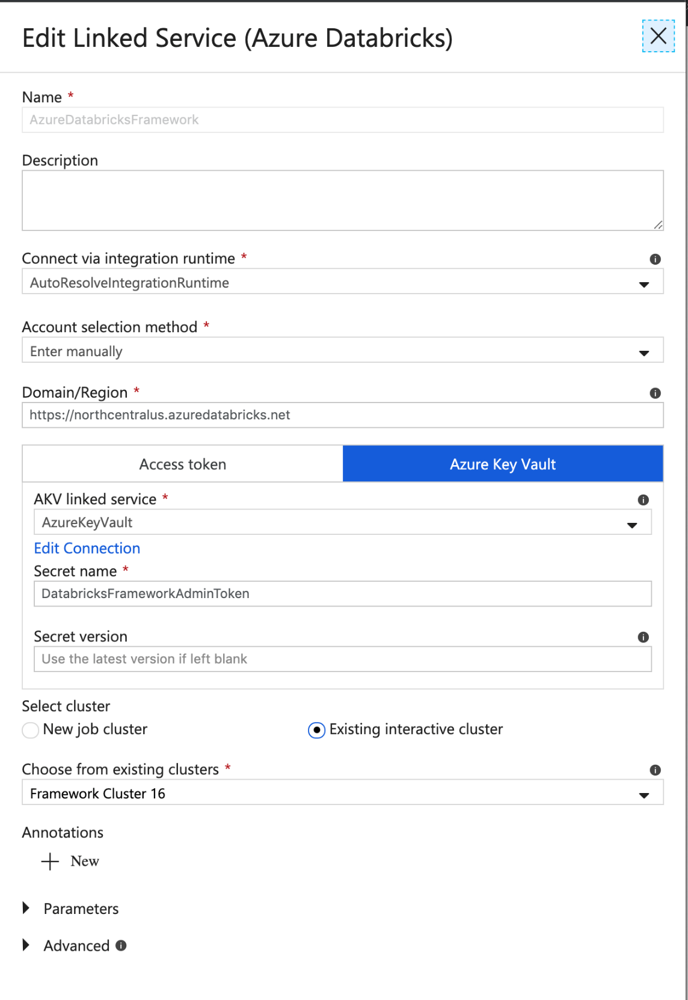 Edit Linked Service (Azure Databricks)
Name *
AzureDatabricksFramework
Description
Connect via integration runtime *
AutoResolveIntegrationRuntime
Account selection method *
Enter manually
Domain/Region *
https://northcentralus.azuredatabricks.net
Access token
Azure Key Vault
AKV linked service *
AzureKeyVault
Edit Connection
Secret name *
DatabricksFrameworkAdminToken
Secret version
Use the latest version if left blank
Select cluster
New job cluster
Existing interactive cluster
Choose from existing clusters *
Framework Cluster 16
Annotations
New
Parameters
Advanced